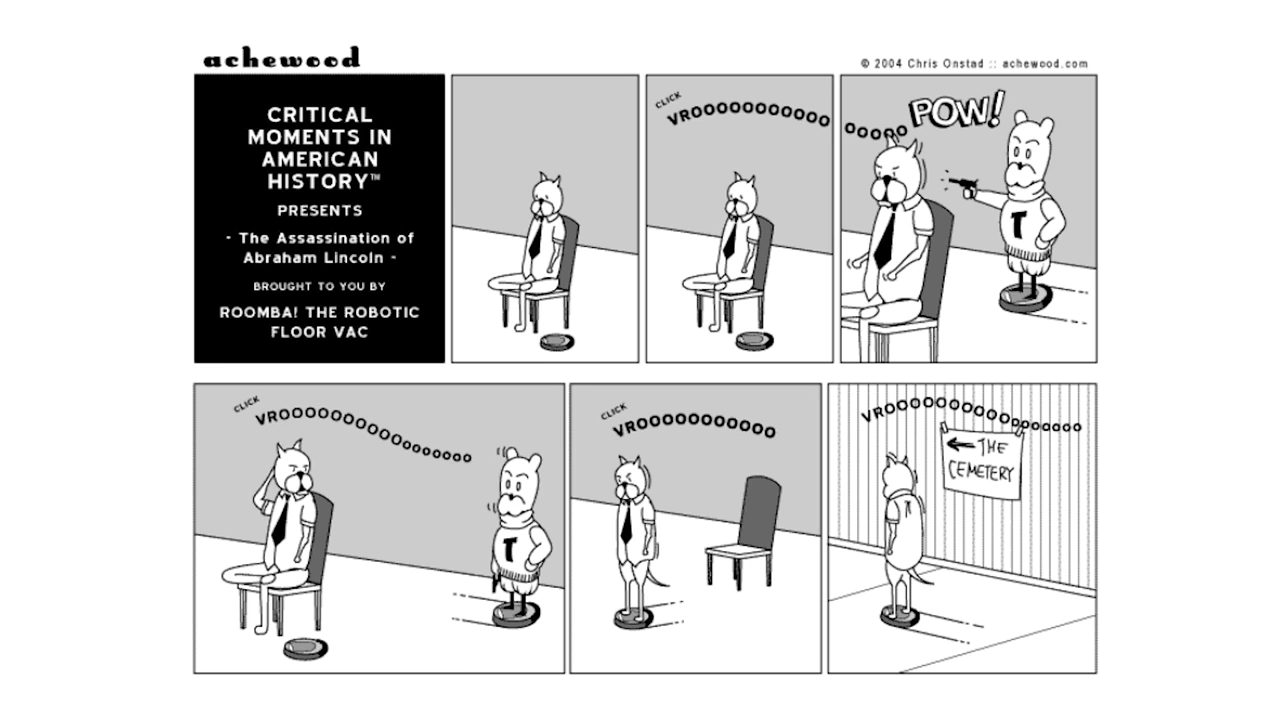 achewood
© 2004 Chris Onstad :: achewood.com
CRITICAL
MOMENTS IN
AMERICAN
HISTORY™
PRESENTS
- The Assassination of
Abraham Lincoln -
BROUGHT TO YOU BY
ROOMBA! THE ROBOTIC
FLOOR VAC
CLICK
VROOOOOOOOOOOO
OOOOO
POW!
T
CLICK
VROOOOOOOOOOOOOOOOOOO
T
CLICK
VROOOOOOOOOOO
VROOOOOOOOOOOOOOOOO
← THE
CEMETERY